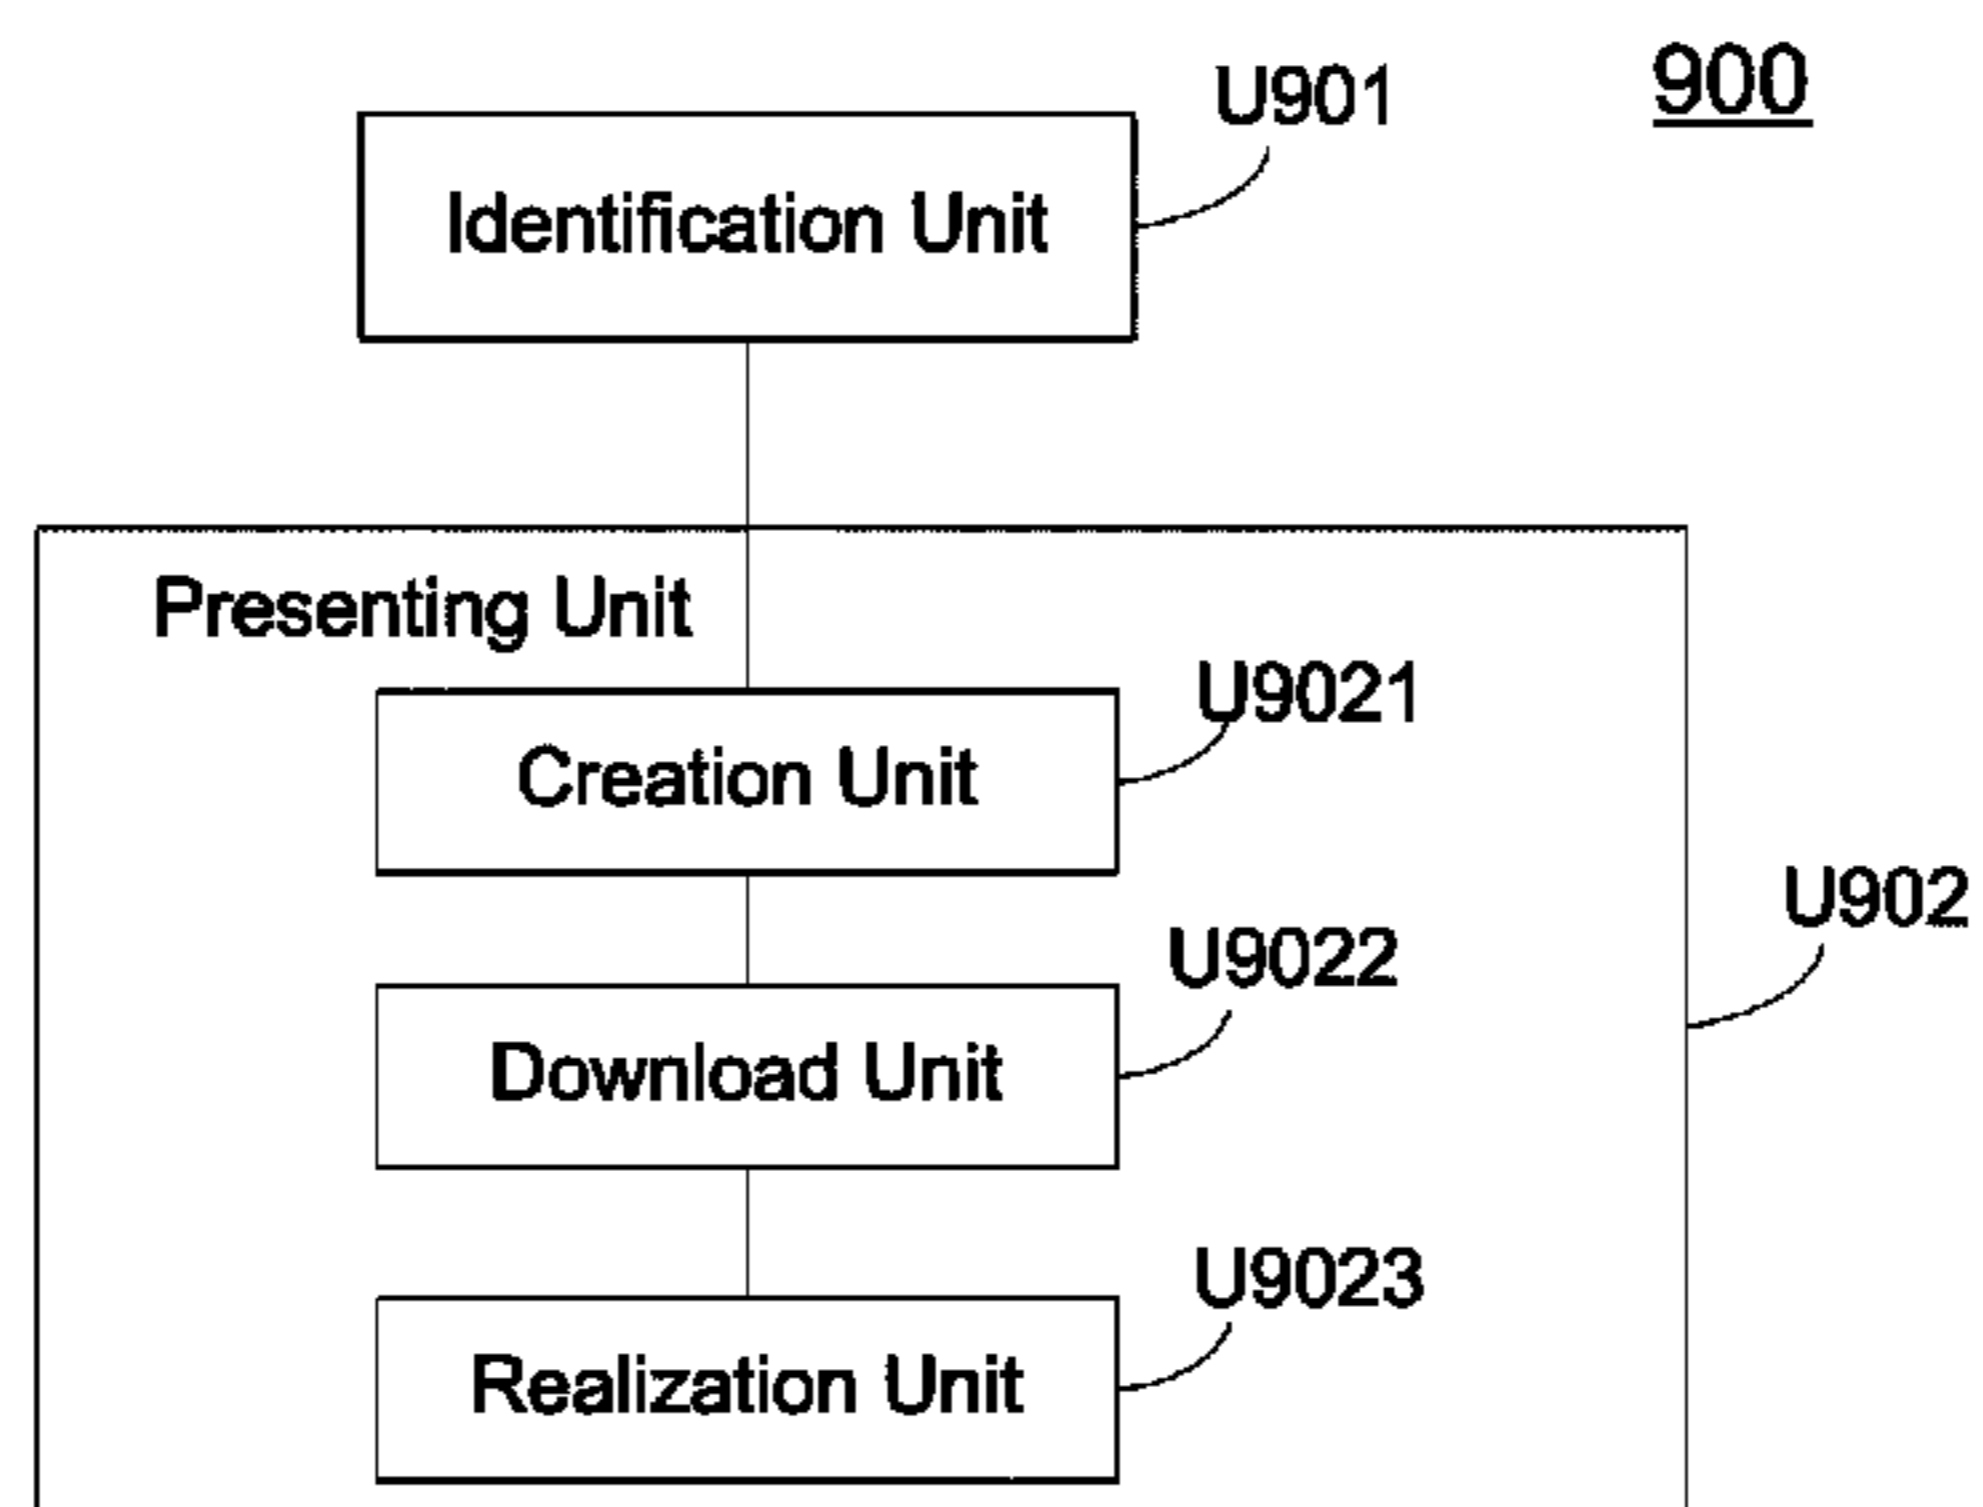 900
U901
Identification Unit
Presenting Unit
U9021
Creation Unit
U902
U9022
Download Unit
U9023
Realization Unit